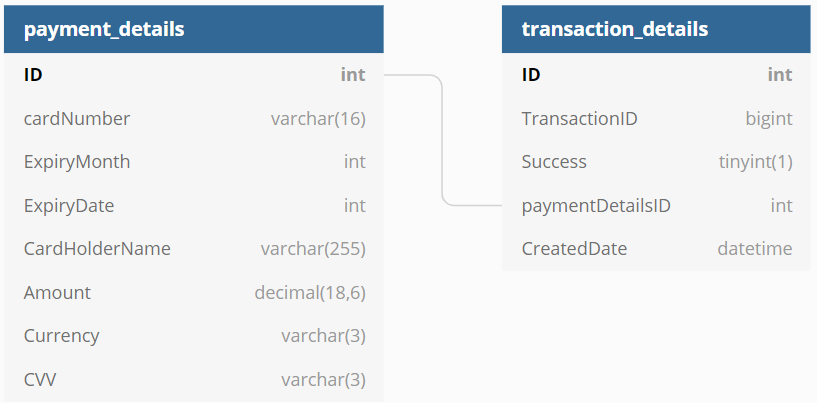 payment_details
ID int
cardNumber varchar(16)
ExpiryMonth int
ExpiryDate int
CardHolderName varchar(255)
Amount decimal(18,6)
Currency varchar(3)
CVV varchar(3)
transaction_details
ID int
TransactionID bigint
Success tinyint(1)
paymentDetailsID int
CreatedDate datetime